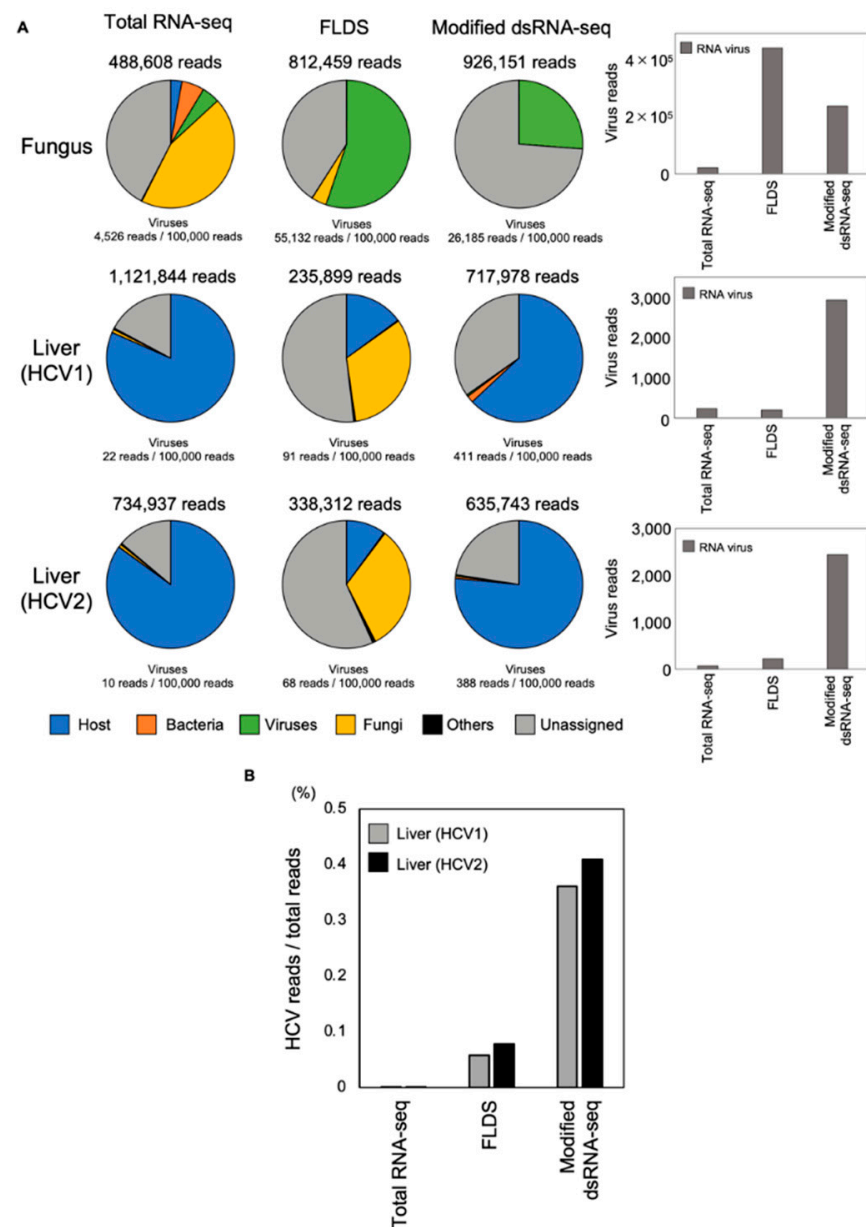 A
Total RNA-seq
FLDS
Modified dsRNA-seq
488,608 reads
812,459 reads
926,151 reads
Fungus
Viruses
4,526 reads / 100,000 reads
Viruses
55,132 reads / 100,000 reads
Viruses
26,185 reads / 100,000 reads
Virus reads
4 × 10⁵
2 × 10⁵
0
RNA virus
Total RNA-seq
FLDS
Modified
dsRNA-seq
1,121,844 reads
235,899 reads
717,978 reads
Liver
(HCV1)
Viruses
22 reads / 100,000 reads
Viruses
91 reads / 100,000 reads
Viruses
411 reads / 100,000 reads
Virus reads
3,000
2,000
1,000
0
RNA virus
Total RNA-seq
FLDS
Modified
dsRNA-seq
734,937 reads
338,312 reads
635,743 reads
Liver
(HCV2)
Viruses
10 reads / 100,000 reads
Viruses
68 reads / 100,000 reads
Viruses
388 reads / 100,000 reads
Virus reads
3,000
2,000
1,000
0
RNA virus
Total RNA-seq
FLDS
Modified
dsRNA-seq
Host
Bacteria
Viruses
Fungi
Others
Unassigned
B
(%)
HCV reads / total reads
0.5
0.4
0.3
0.2
0.1
0
Liver (HCV1)
Liver (HCV2)
Total RNA-seq
FLDS
Modified
dsRNA-seq